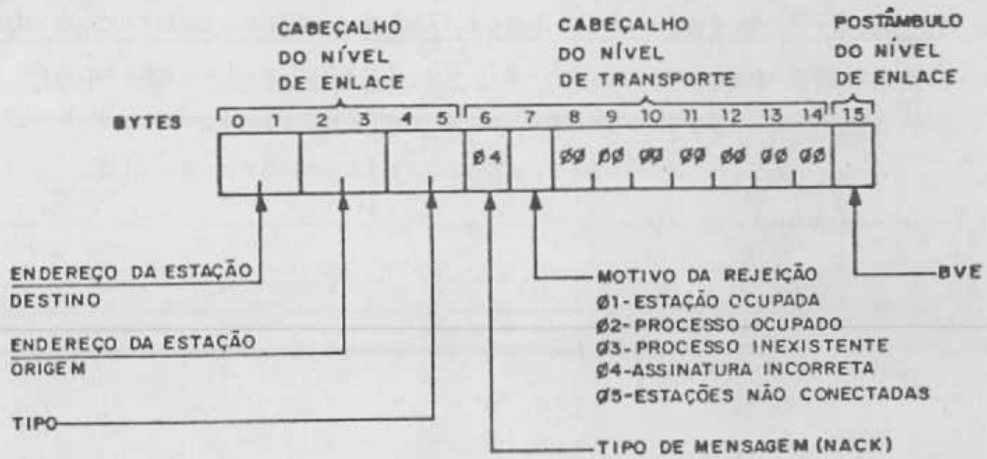 CABEÇALHO
DO NÍVEL
DE ENLACE
CABEÇALHO
DO NÍVEL
DE TRANSPORTE
POSTÂMBULO
DO NÍVEL
DE ENLACE
BYTES 0 1 2 3 4 5 6 7 8 9 10 11 12 13 14 15
Ø4 ØØ ØØ ØØ ØØ ØØ ØØ ØØ
ENDEREÇO DA ESTAÇÃO
DESTINO
ENDEREÇO DA ESTAÇÃO
ORIGEM
TIPO
MOTIVO DA REJEIÇÃO
Ø1-ESTAÇÃO OCUPADA
Ø2-PROCESSO OCUPADO
Ø3-PROCESSO INEXISTENTE
Ø4-ASSINATURA INCORRETA
Ø5-ESTAÇÕES NÃO CONECTADAS
TIPO DE MENSAGEM (NACK)
BVE